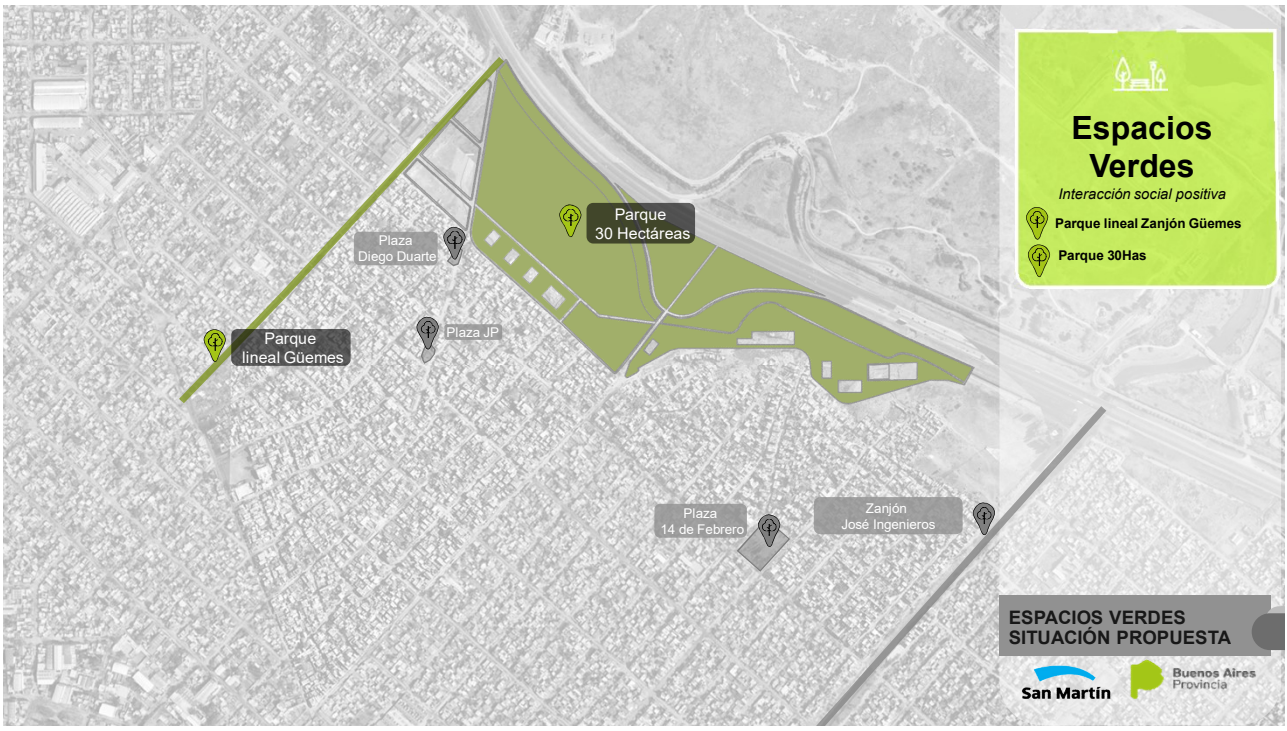 Espacios
Verdes
Interacción social positiva
Parque lineal Zanjón Güemes
Parque 30Has
Parque
30 Hectáreas
Plaza
Diego Duarte
Plaza JP
Parque
lineal Güemes
Plaza
14 de Febrero
Zanjón
José Ingenieros
ESPACIOS VERDES
SITUACIÓN PROPUESTA
San Martín
Buenos Aires
Provincia